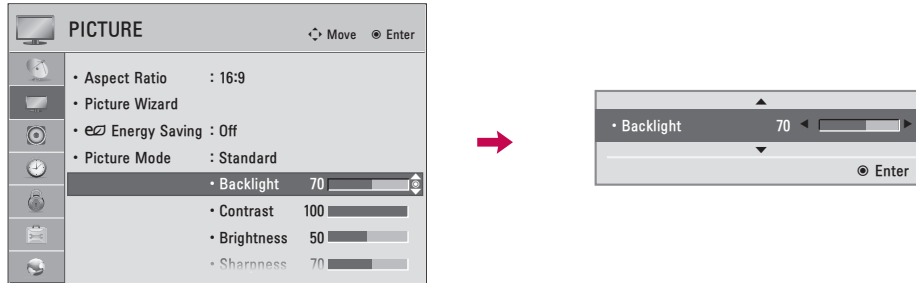 PICTURE
Move Enter
• Aspect Ratio : 16:9
• Picture Wizard
• Energy Saving : Off
• Picture Mode : Standard
• Backlight 70
• Contrast 100
• Brightness 50
• Sharpness 70
• Backlight 70
Enter